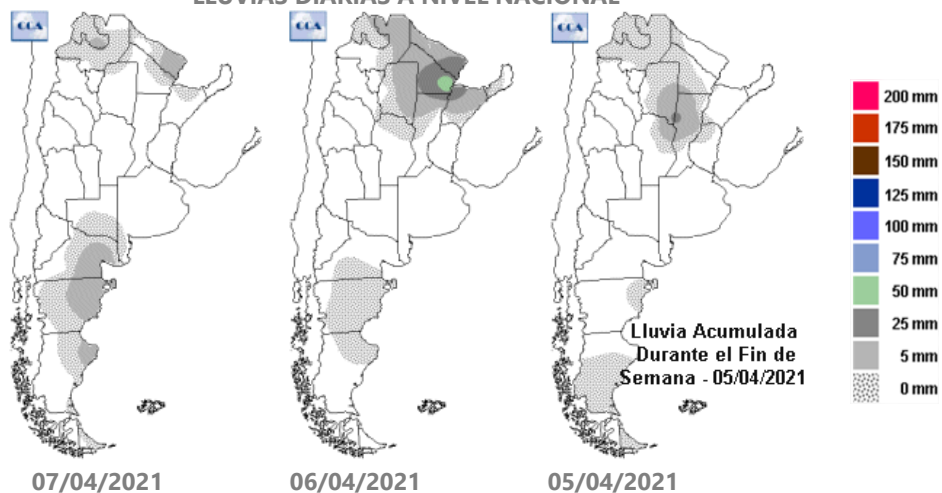 LLUVIAS DIARIAS A NIVEL NACIONAL
CCA
CCA
CCA
200 mm
175 mm
150 mm
125 mm
100 mm
75 mm
50 mm
25 mm
5 mm
0 mm
Lluvia Acumulada
Durante el Fin de
Semana - 05/04/2021
07/04/2021
06/04/2021
05/04/2021